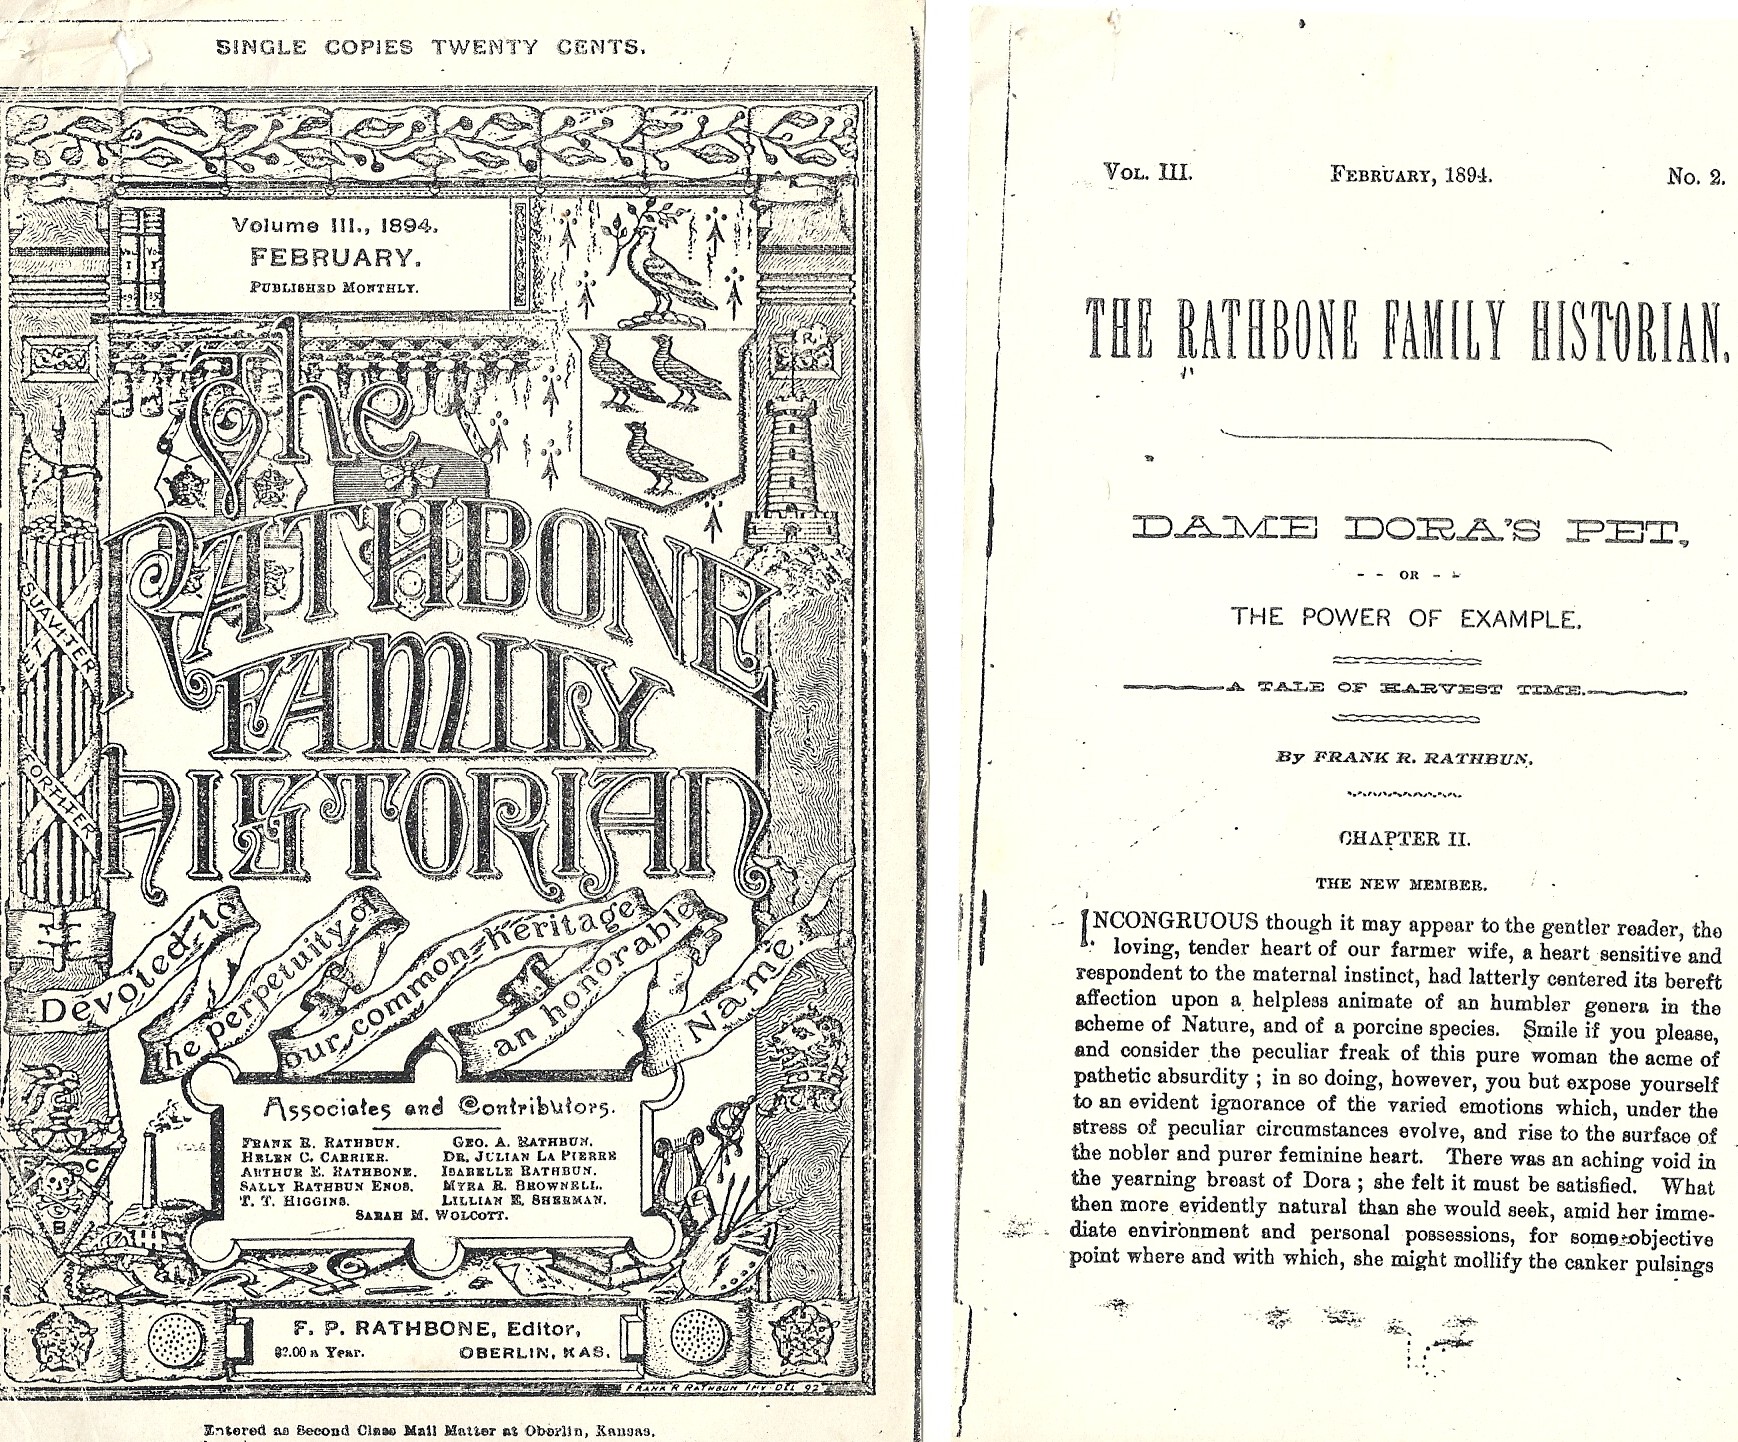 SINGLE COPIES TWENTY CENTS.
Volume III., 1894.
FEBRUARY.
PUBLISHED MONTHLY.
R
The
RATHBONE
FAMILY
HISTORIAN
SUAVITER
ET
FORTITER
Devoted to
the perpetuity of
our common heritage
an honorable
Name.
Associates and Contributors.
FRANK R. RATHBUN. GEO. A. RATHBUN.
HELEN C. CARRIER. DR. JULIAN LA PIERRE
ARTHUR E. RATHBONE. ISABELLE RATHBUN.
SALLY RATHBUN ENOS. MYRA R. BROWNELL.
T. T. HIGGINS. LILLIAN E. SHERMAN.
SARAH M. WOLCOTT.
F. P. RATHBONE, Editor,
$2.00 a Year. OBERLIN, KAS.
FRANK R RATHBUN INV DEL 92
Entered as Second Class Mail Matter at Oberlin, Kansas.
VOL. III. FEBRUARY, 1894. No. 2.
THE RATHBONE FAMILY HISTORIAN.
DAME DORA'S PET,
- - OR - -
THE POWER OF EXAMPLE.
A TALE OF HARVEST TIME.
By FRANK R. RATHBUN.
CHAPTER II.
THE NEW MEMBER.
INCONGRUOUS though it may appear to the gentler reader, the
loving, tender heart of our farmer wife, a heart sensitive and
respondent to the maternal instinct, had latterly centered its bereft
affection upon a helpless animate of an humbler genera in the
scheme of Nature, and of a porcine species. Smile if you please,
and consider the peculiar freak of this pure woman the acme of
pathetic absurdity ; in so doing, however, you but expose yourself
to an evident ignorance of the varied emotions which, under the
stress of peculiar circumstances evolve, and rise to the surface of
the nobler and purer feminine heart. There was an aching void in
the yearning breast of Dora ; she felt it must be satisfied. What
then more evidently natural than she would seek, amid her imme-
diate environment and personal possessions, for some objective
point where and with which, she might mollify the canker pulsings